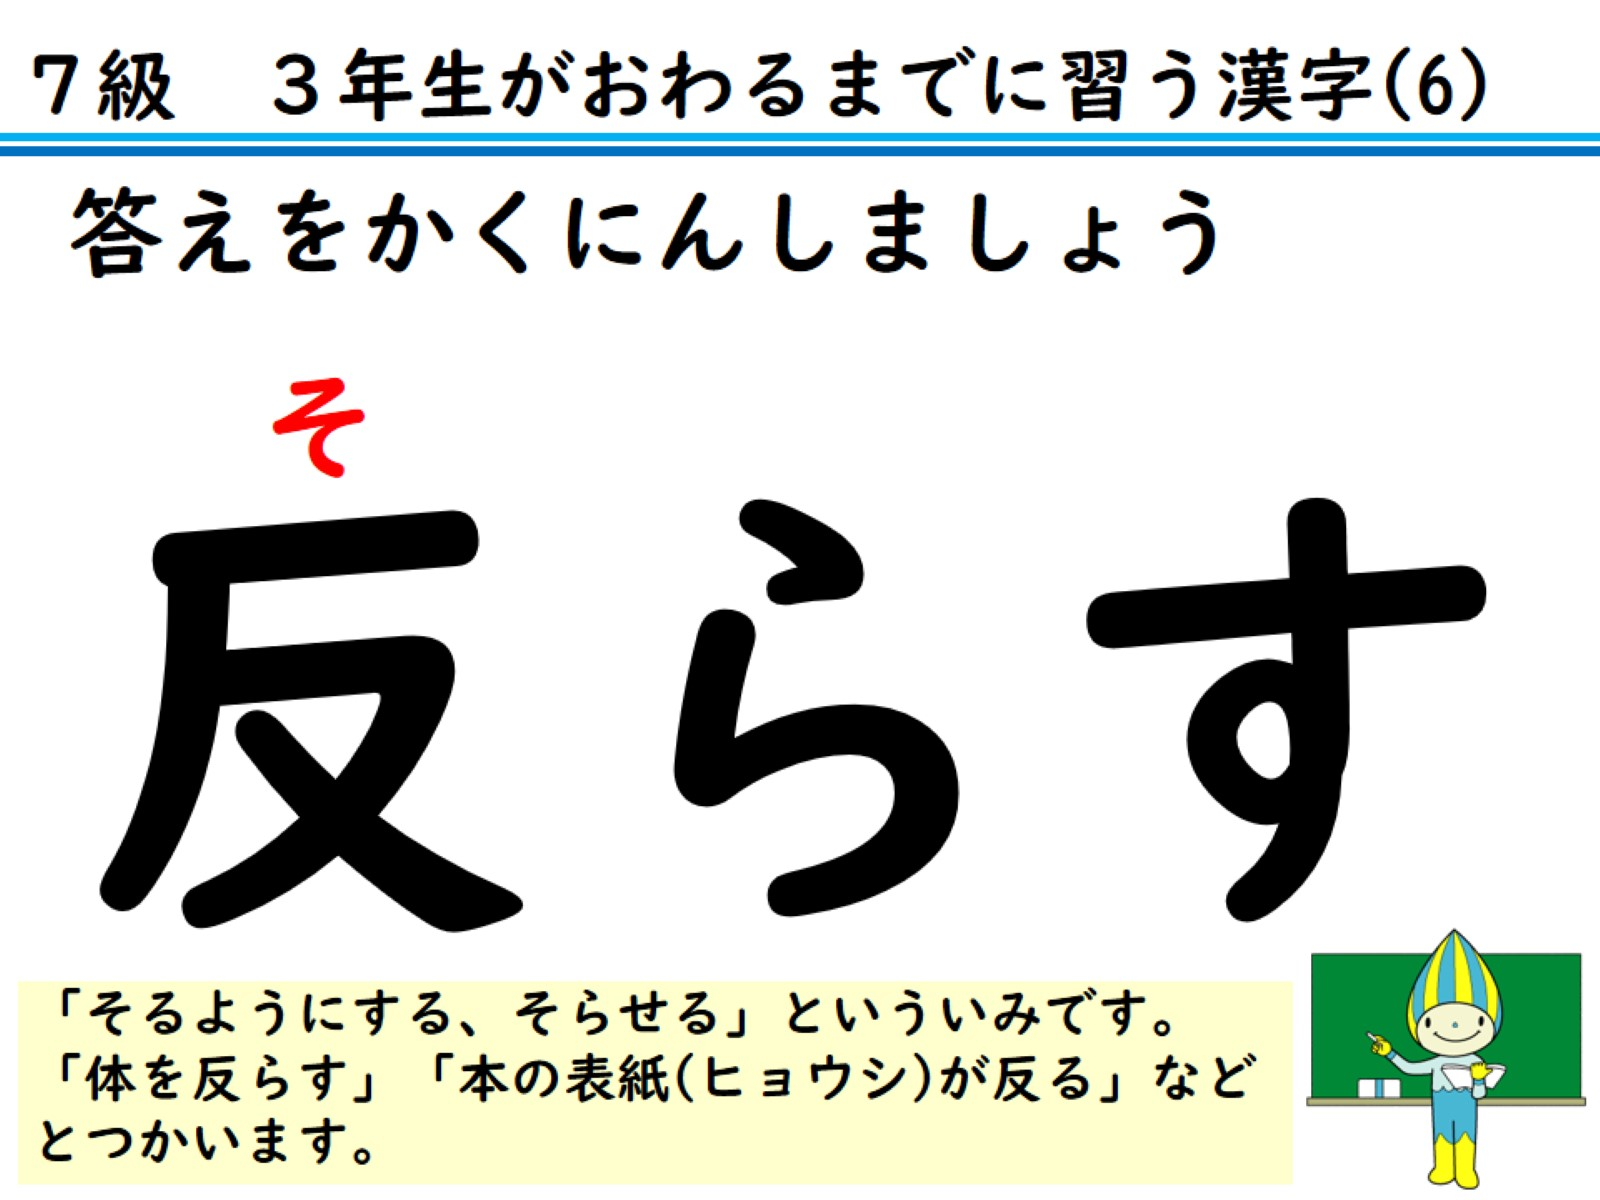 ７級　３年生がおわるまでに習う漢字(6)
答えをかくにんしましょう
そ
反らす
「そるようにする、そらせる」といういみです。
「体を反らす」「本の表紙(ヒョウシ)が反る」など
とつかいます。